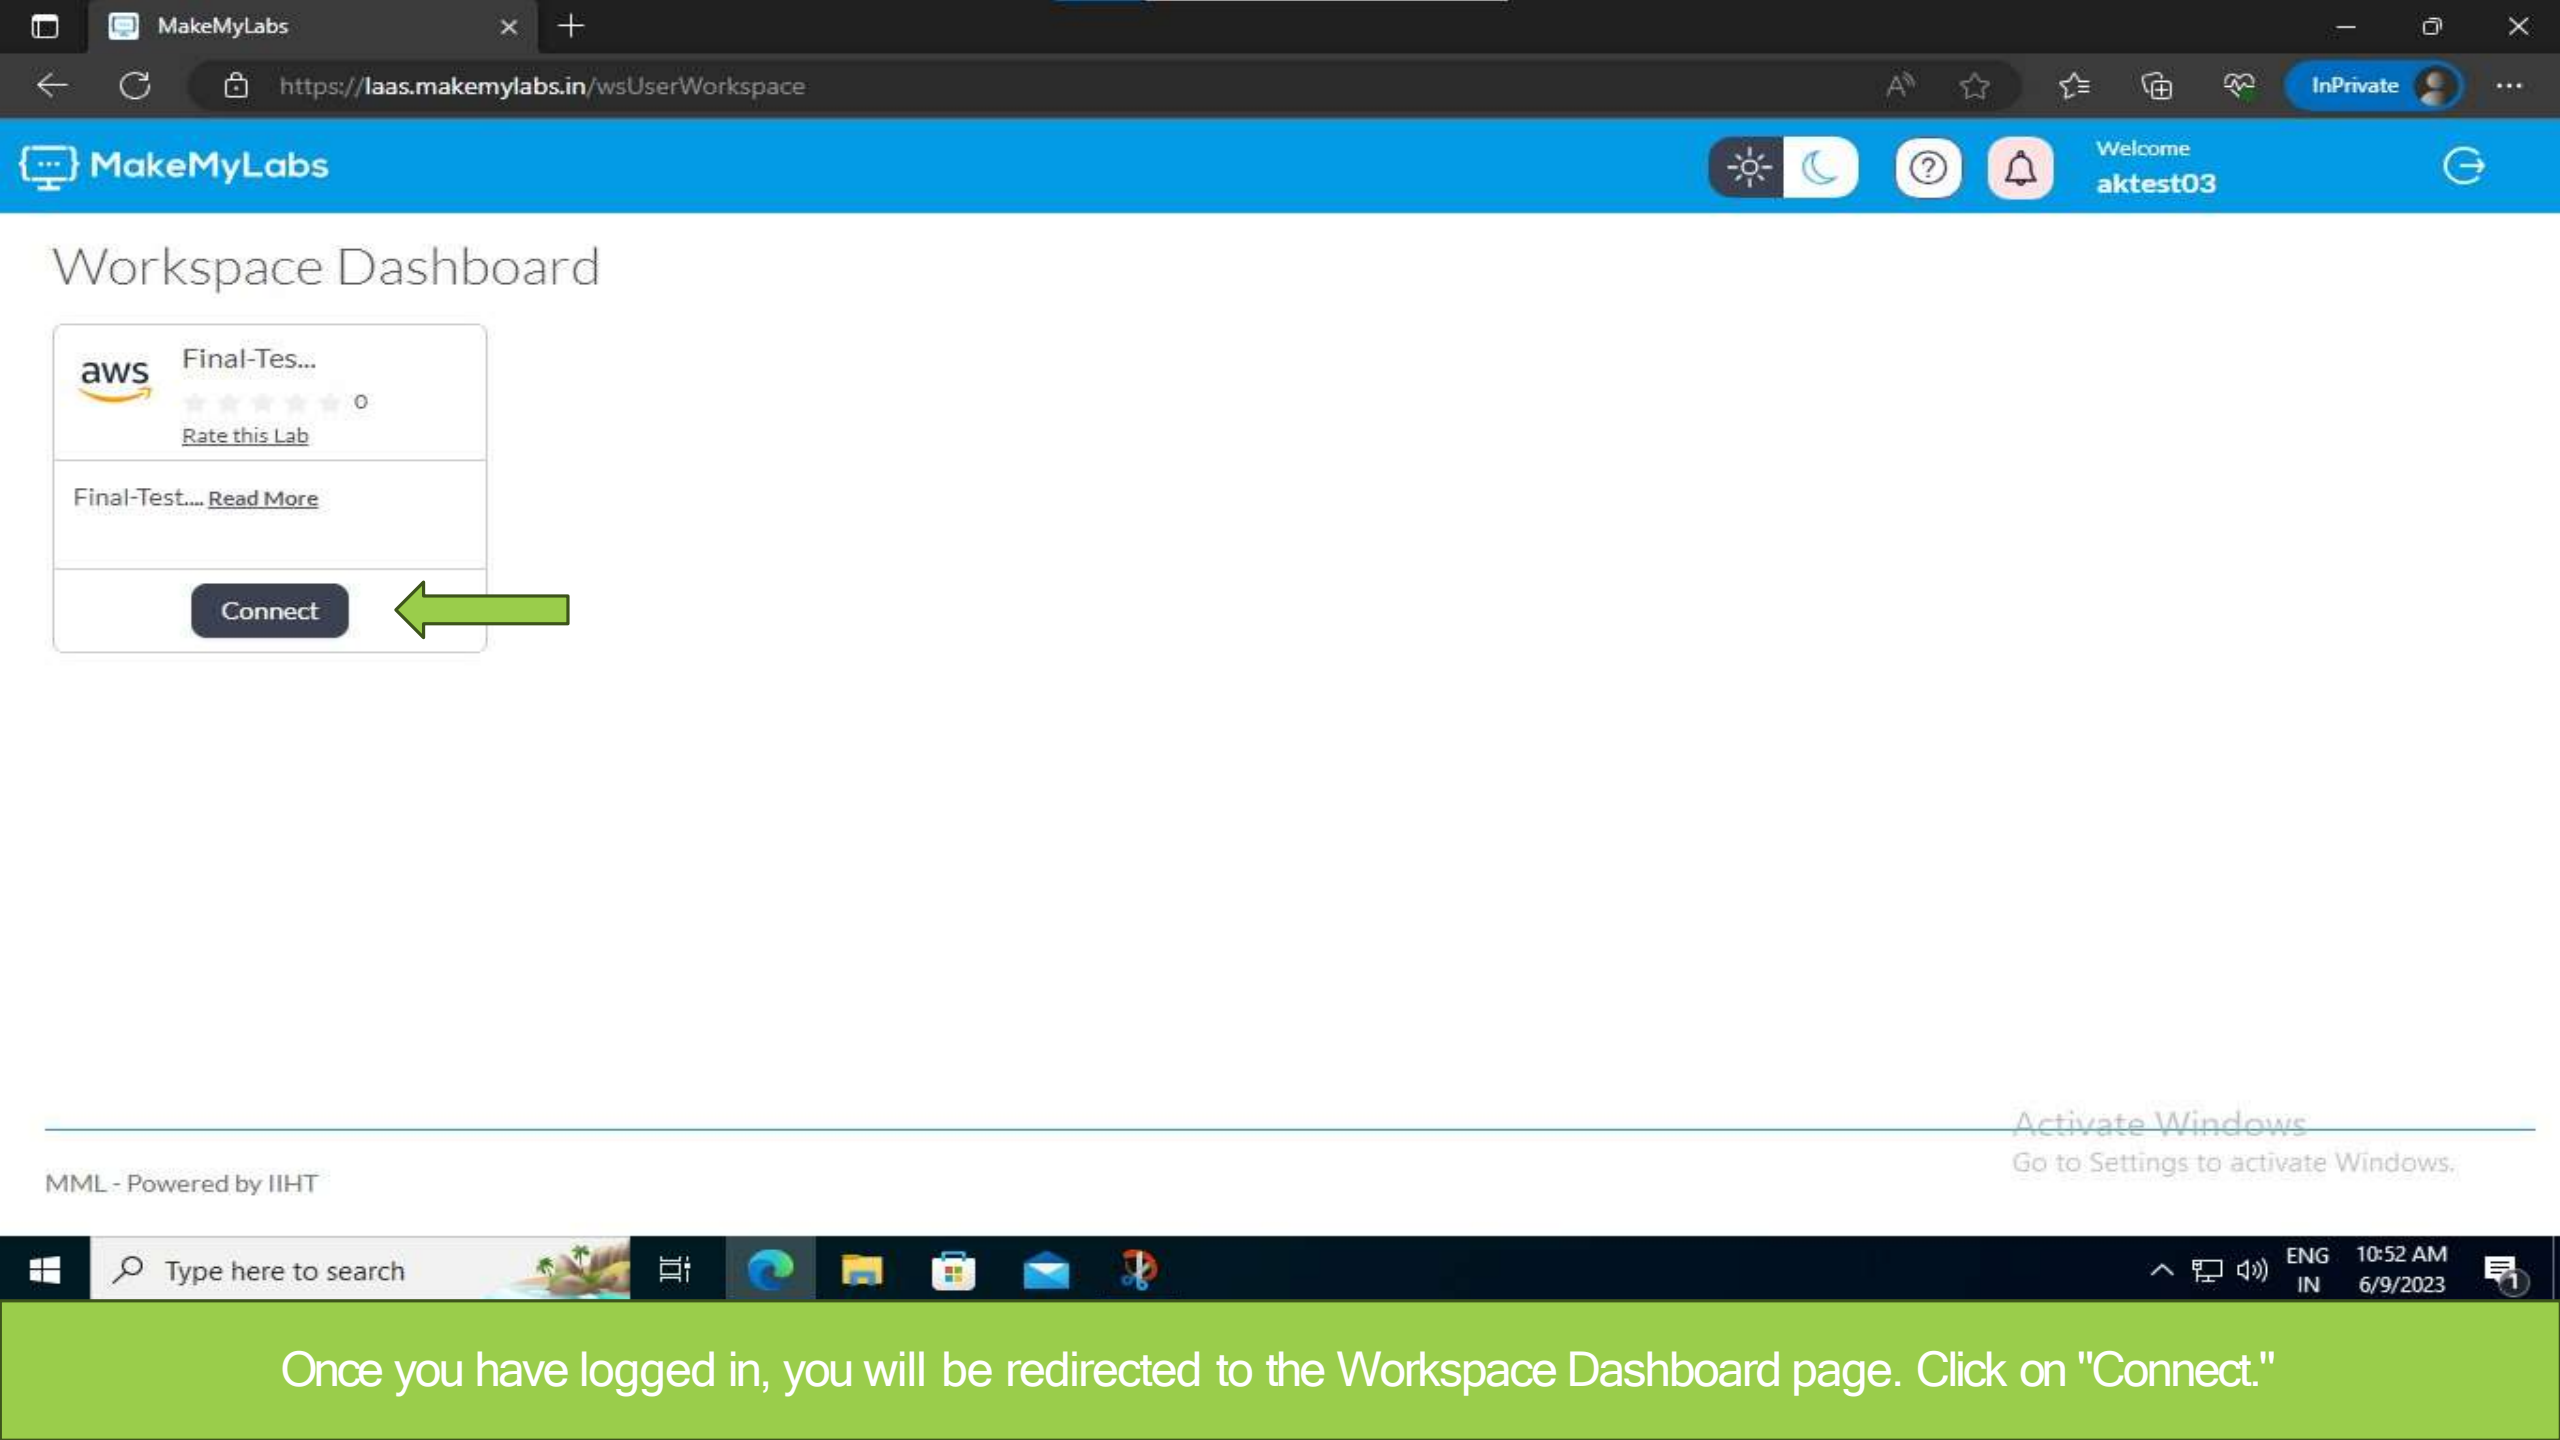 MakeMyLabs
https://laas.makemylabs.in/wsUserWorkspace
InPrivate
{...} MakeMyLabs
Welcome
aktest03
Workspace Dashboard
aws
Final-Tes...
0
Rate this Lab
Final-Test.... Read More
Connect
Activate Windows
Go to Settings to activate Windows.
MML - Powered by IIHT
Type here to search
ENG
IN
10:52 AM
6/9/2023
1
Once you have logged in, you will be redirected to the Workspace Dashboard page. Click on "Connect."